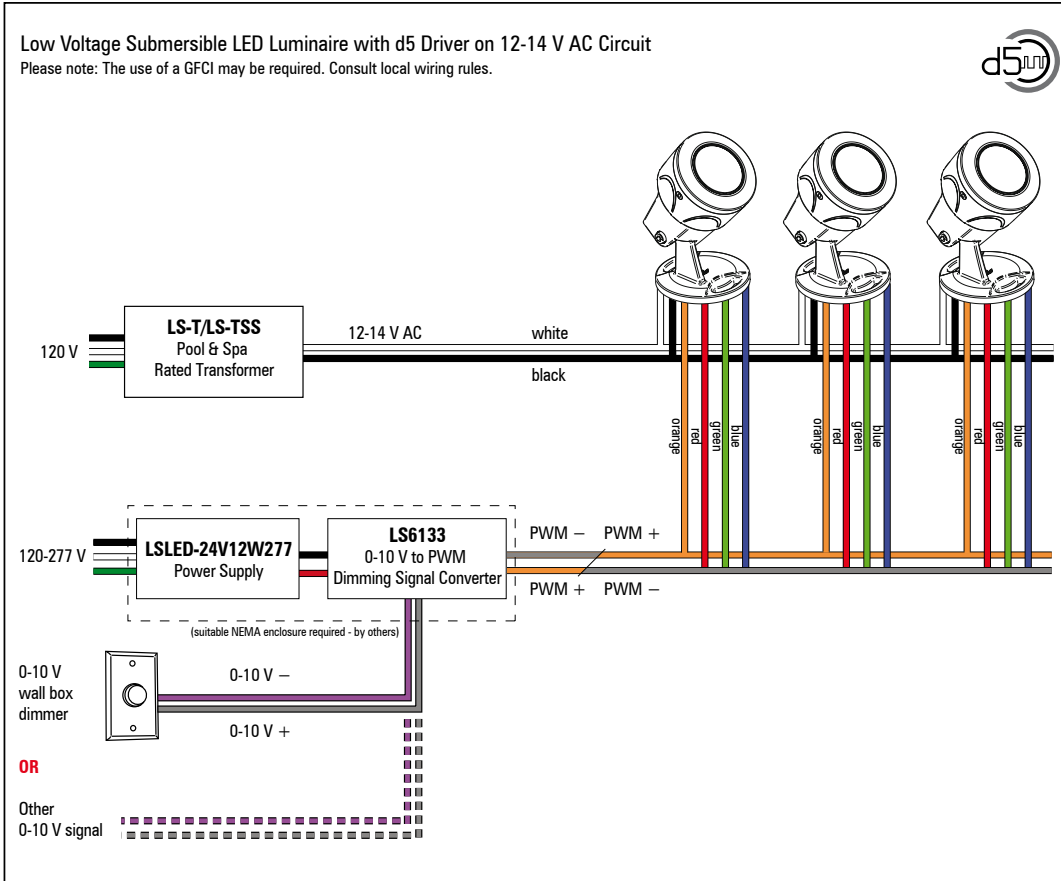 Low Voltage Submersible LED Luminaire with d5 Driver on 12-14 V AC Circuit
Please note: The use of a GFCI may be required. Consult local wiring rules.
d5
120 V
LS-T/LS-TSS
Pool & Spa
Rated Transformer
12-14 V AC
white
black
orange
red
green
blue
orange
red
green
blue
orange
red
green
blue
120-277 V
LSLED-24V12W277
Power Supply
LS6133
0-10 V to PWM
Dimming Signal Converter
PWM − PWM +
PWM + PWM −
(suitable NEMA enclosure required - by others)
0-10 V
wall box
dimmer
0-10 V −
0-10 V +
OR
Other
0-10 V signal